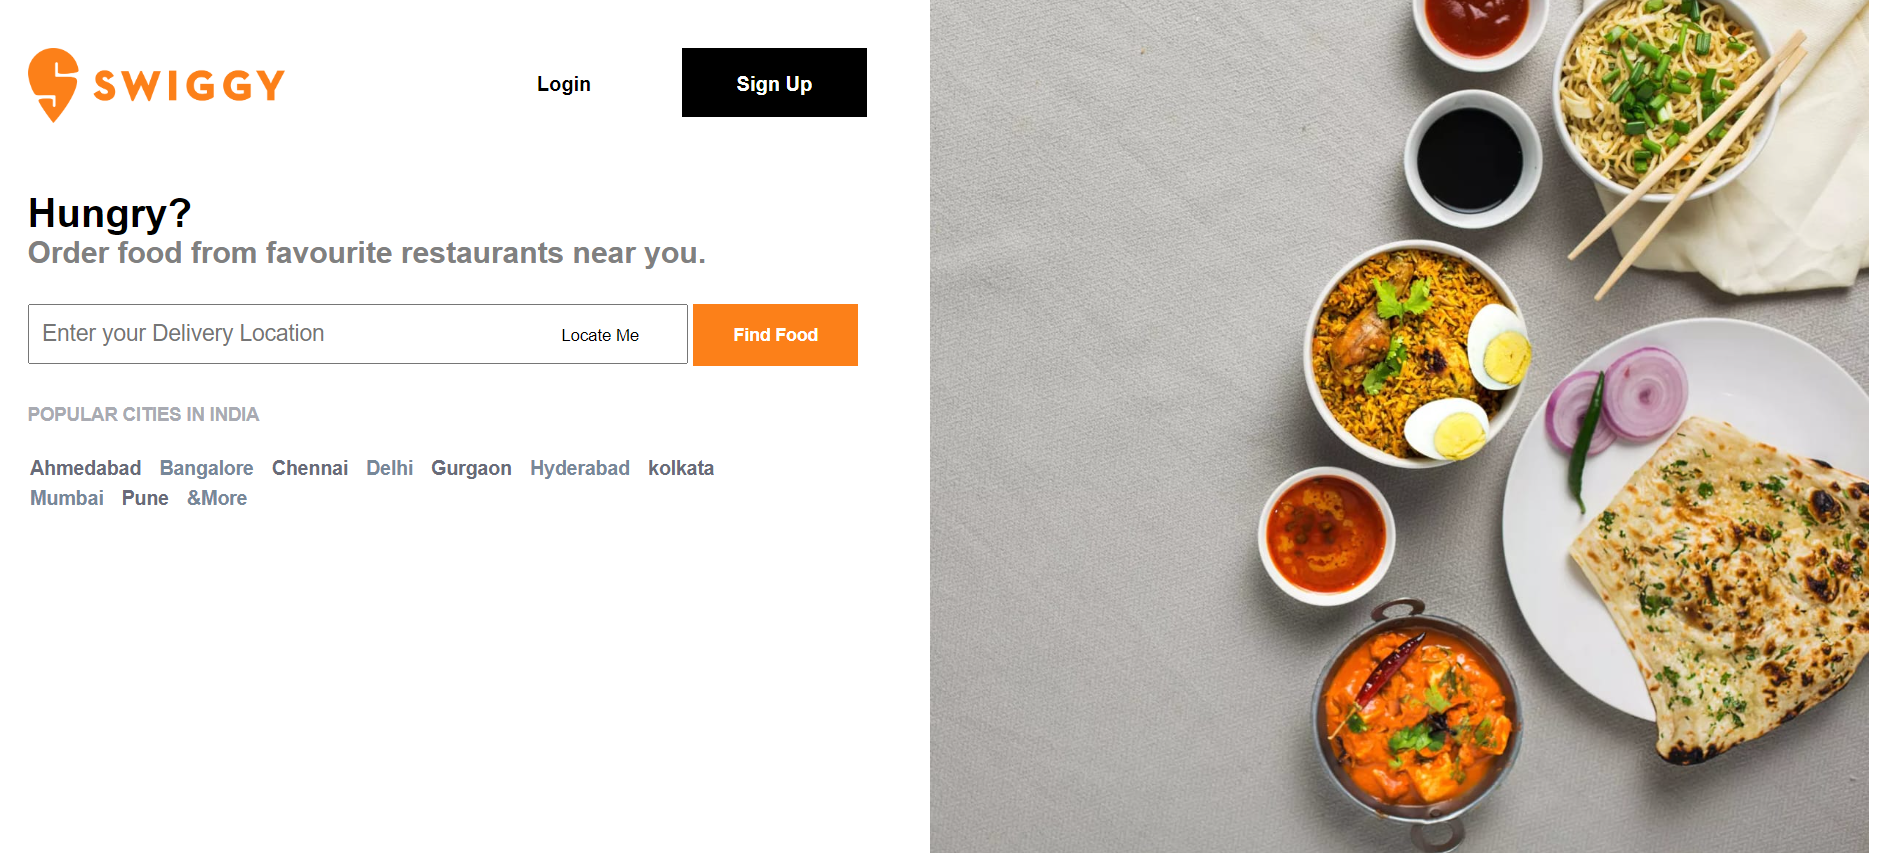 SWIGGY
Login
Sign Up
Hungry?
Order food from favourite restaurants near you.
Enter your Delivery Location
Locate Me
Find Food
POPULAR CITIES IN INDIA
Ahmedabad Bangalore Chennai Delhi Gurgaon Hyderabad kolkata
Mumbai Pune &More